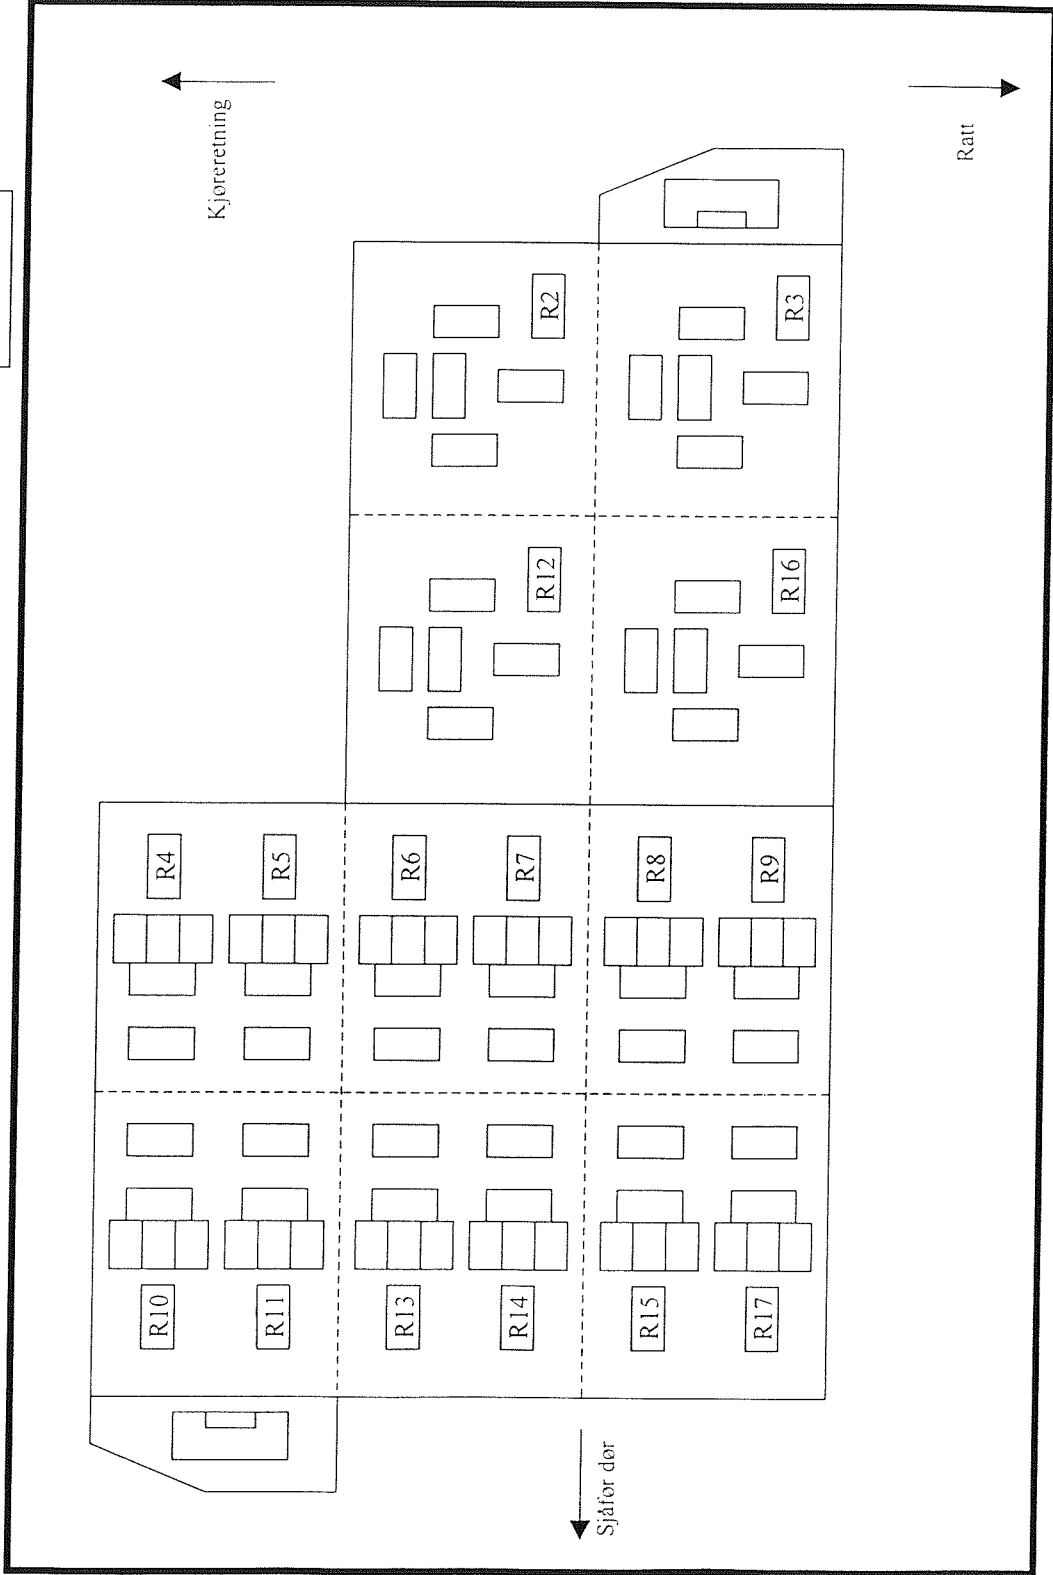 R10 R4
Kjøreretning
R11 R5
R13 R6
R14 R7
R12 R2
Sjåfør dør
R15 R8
R17 R9
R16 R3
Ratt